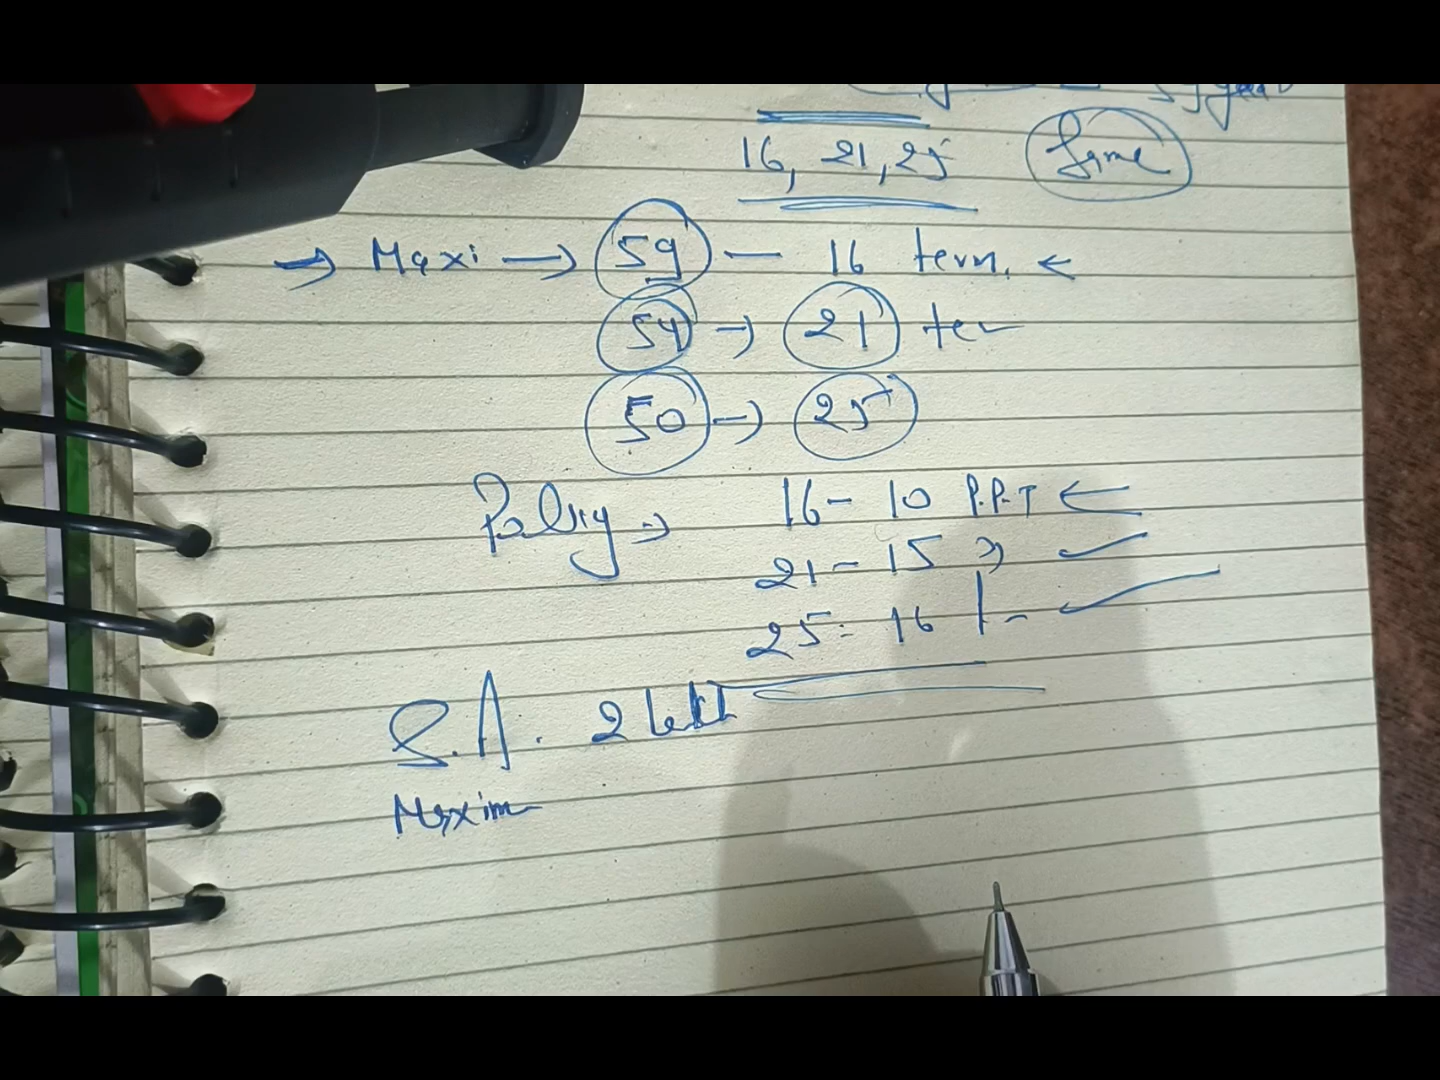 16, 21, 25
→ Maxi → 59 — 16 term. ←
54 → 21 ter
50 → 25
Policy → 16 - 10 P.P.T ←
21 - 15 "
25 - 16
S.A. 2 lakh
Maxim